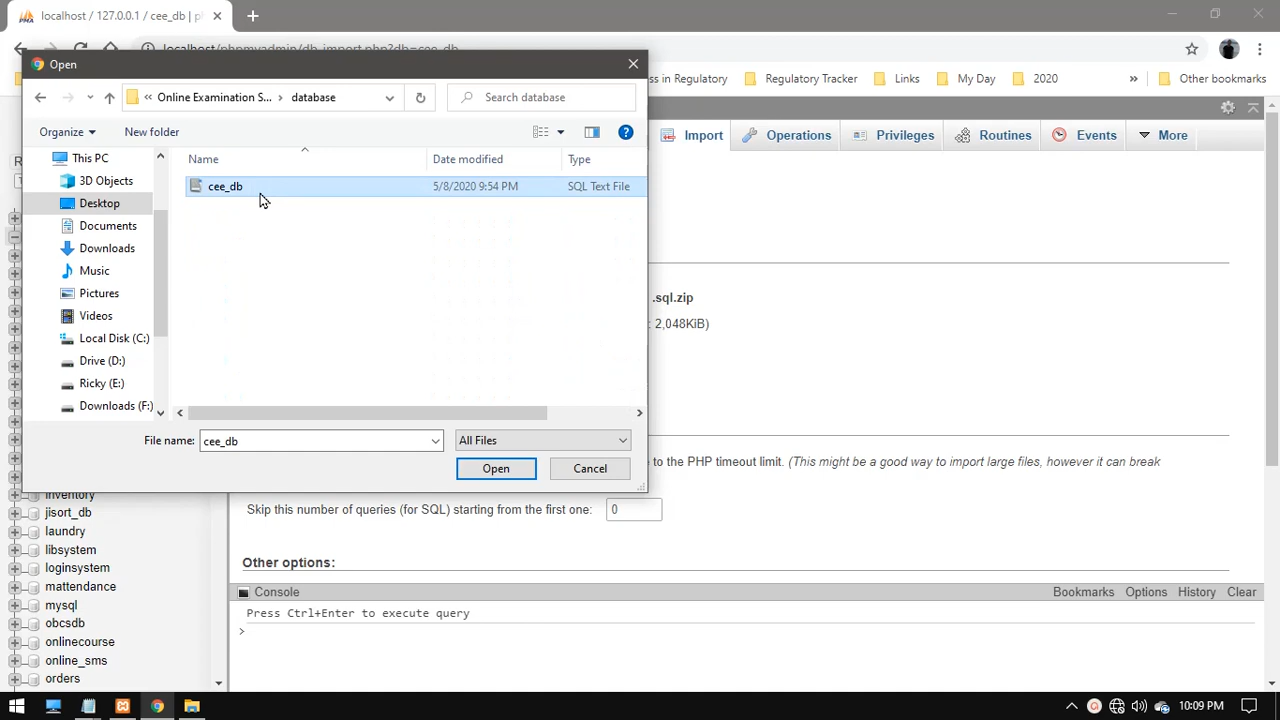 localhost / 127.0.0.1 / cee_db | p
localhost/phpmyadmin/db_import.php?db=cee_db
ss in Regulatory
Regulatory Tracker
Links
My Day
2020
»
Other bookmarks
Open
Online Examination S...
database
Search database
Organize
New folder
Import
Operations
Privileges
Routines
Events
More
Name
Date modified
Type
cee_db
5/8/2020 9:54 PM
SQL Text File
This PC
3D Objects
Desktop
Documents
Downloads
Music
Pictures
Videos
Local Disk (C:)
Drive (D:)
Ricky (E:)
Downloads (F:)
.sql.zip
: 2,048KiB)
File name:
cee_db
All Files
Open
Cancel
e to the PHP timeout limit. (This might be a good way to import large files, however it can break
Skip this number of queries (for SQL) starting from the first one:
0
Other options:
Console
Bookmarks
Options
History
Clear
Press Ctrl+Enter to execute query
>
inventory
jisort_db
laundry
libsystem
loginsystem
mattendance
mysql
obcsdb
onlinecourse
online_sms
orders
10:09 PM